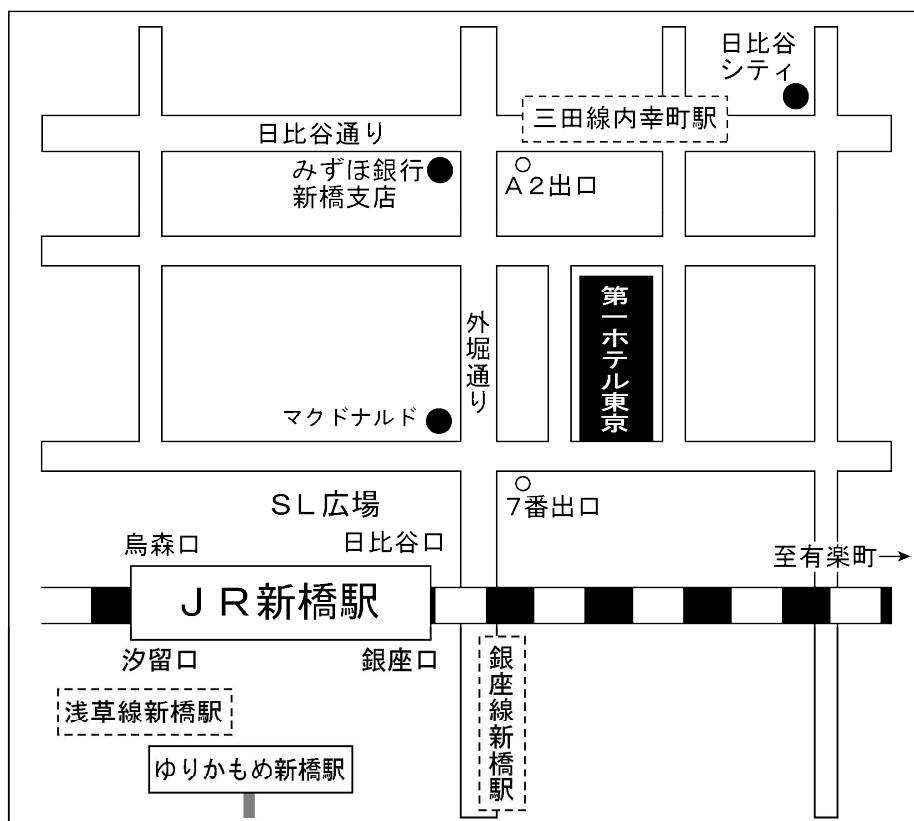 日比谷
シティ
三田線内幸町駅
日比谷通り
みずほ銀行
新橋支店
A2出口
第一ホテル東京
外堀通り
マクドナルド
SL広場
7番出口
烏森口
日比谷口
至有楽町
JR新橋駅
汐留口
銀座口
銀座線新橋駅
浅草線新橋駅
ゆりかもめ新橋駅